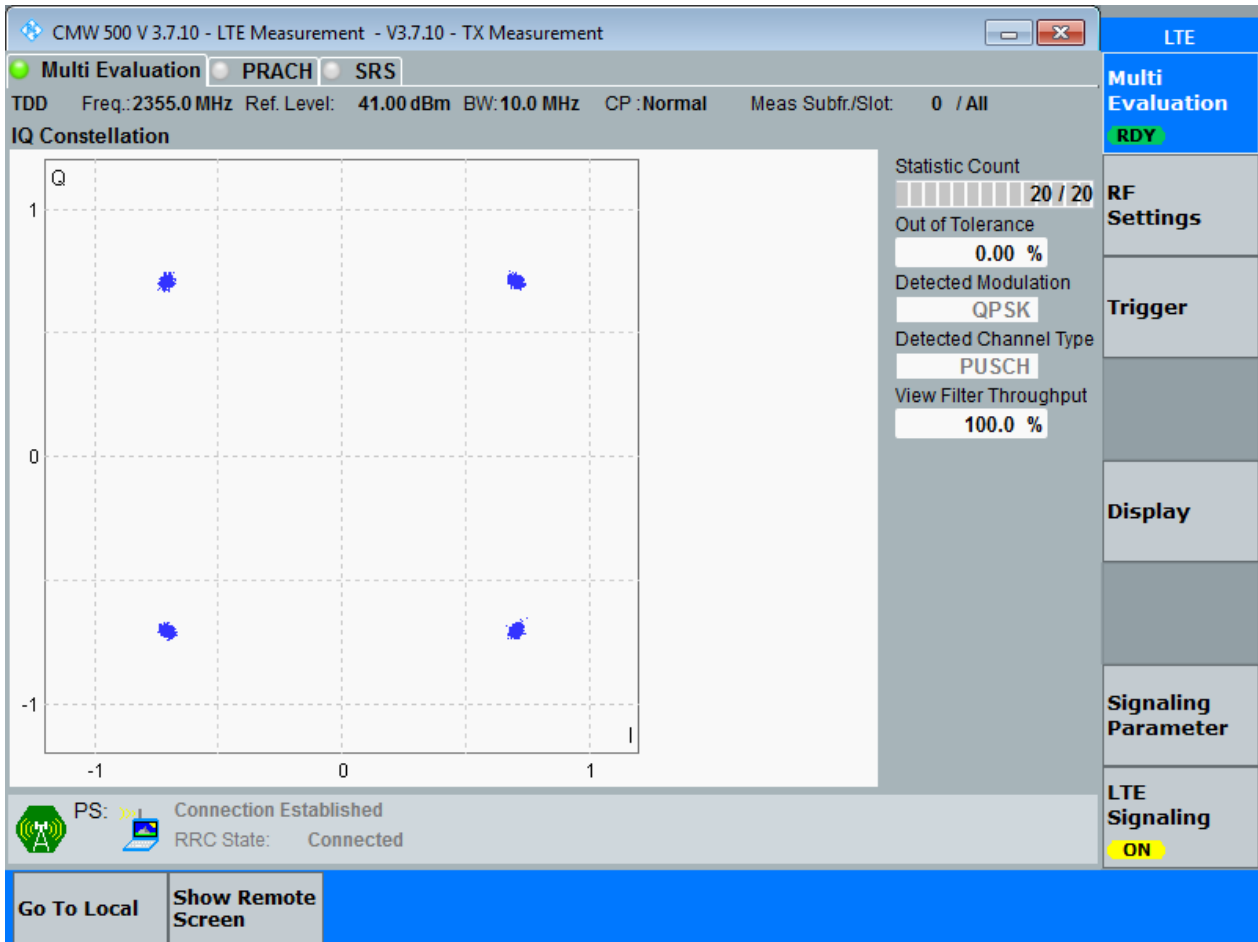 CMW 500 V 3.7.10 - LTE Measurement - V3.7.10 - TX Measurement
LTE
Multi Evaluation PRACH SRS
TDD Freq.:2355.0 MHz Ref. Level: 41.00 dBm BW:10.0 MHz CP :Normal Meas Subfr./Slot: 0 / All
IQ Constellation
Q
1
0
-1
I
-1 0 1
Statistic Count
20 / 20
Out of Tolerance
0.00 %
Detected Modulation
QPSK
Detected Channel Type
PUSCH
View Filter Throughput
100.0 %
Multi
Evaluation
RDY
RF
Settings
Trigger
Display
Signaling
Parameter
LTE
Signaling
ON
PS: Connection Established
RRC State: Connected
Go To Local
Show Remote
Screen